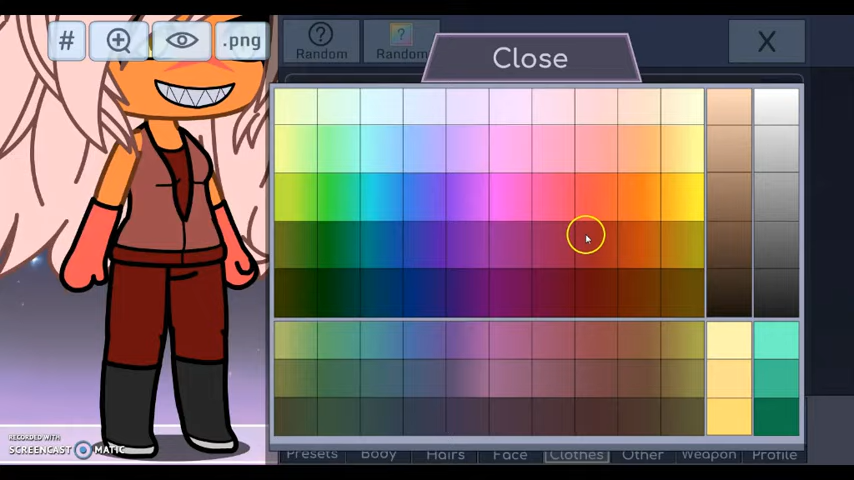 #
.png
?
Random
?
Random
Close
X
Presets
Body
Hairs
Face
Clothes
Other
Weapon
Profile
RECORDED WITH
SCREENCAST MATIC